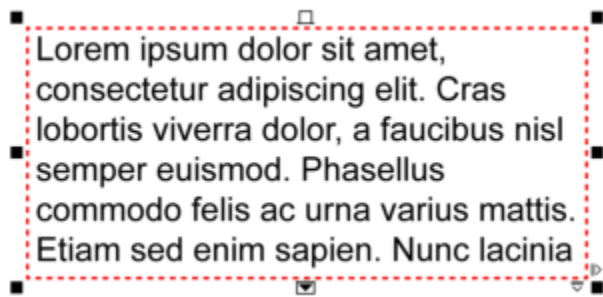 Lorem ipsum dolor sit amet,
consectetur adipiscing elit. Cras
lobortis viverra dolor, a faucibus nisl
semper euismod. Phasellus
commodo felis ac urna varius mattis.
Etiam sed enim sapien. Nunc lacinia